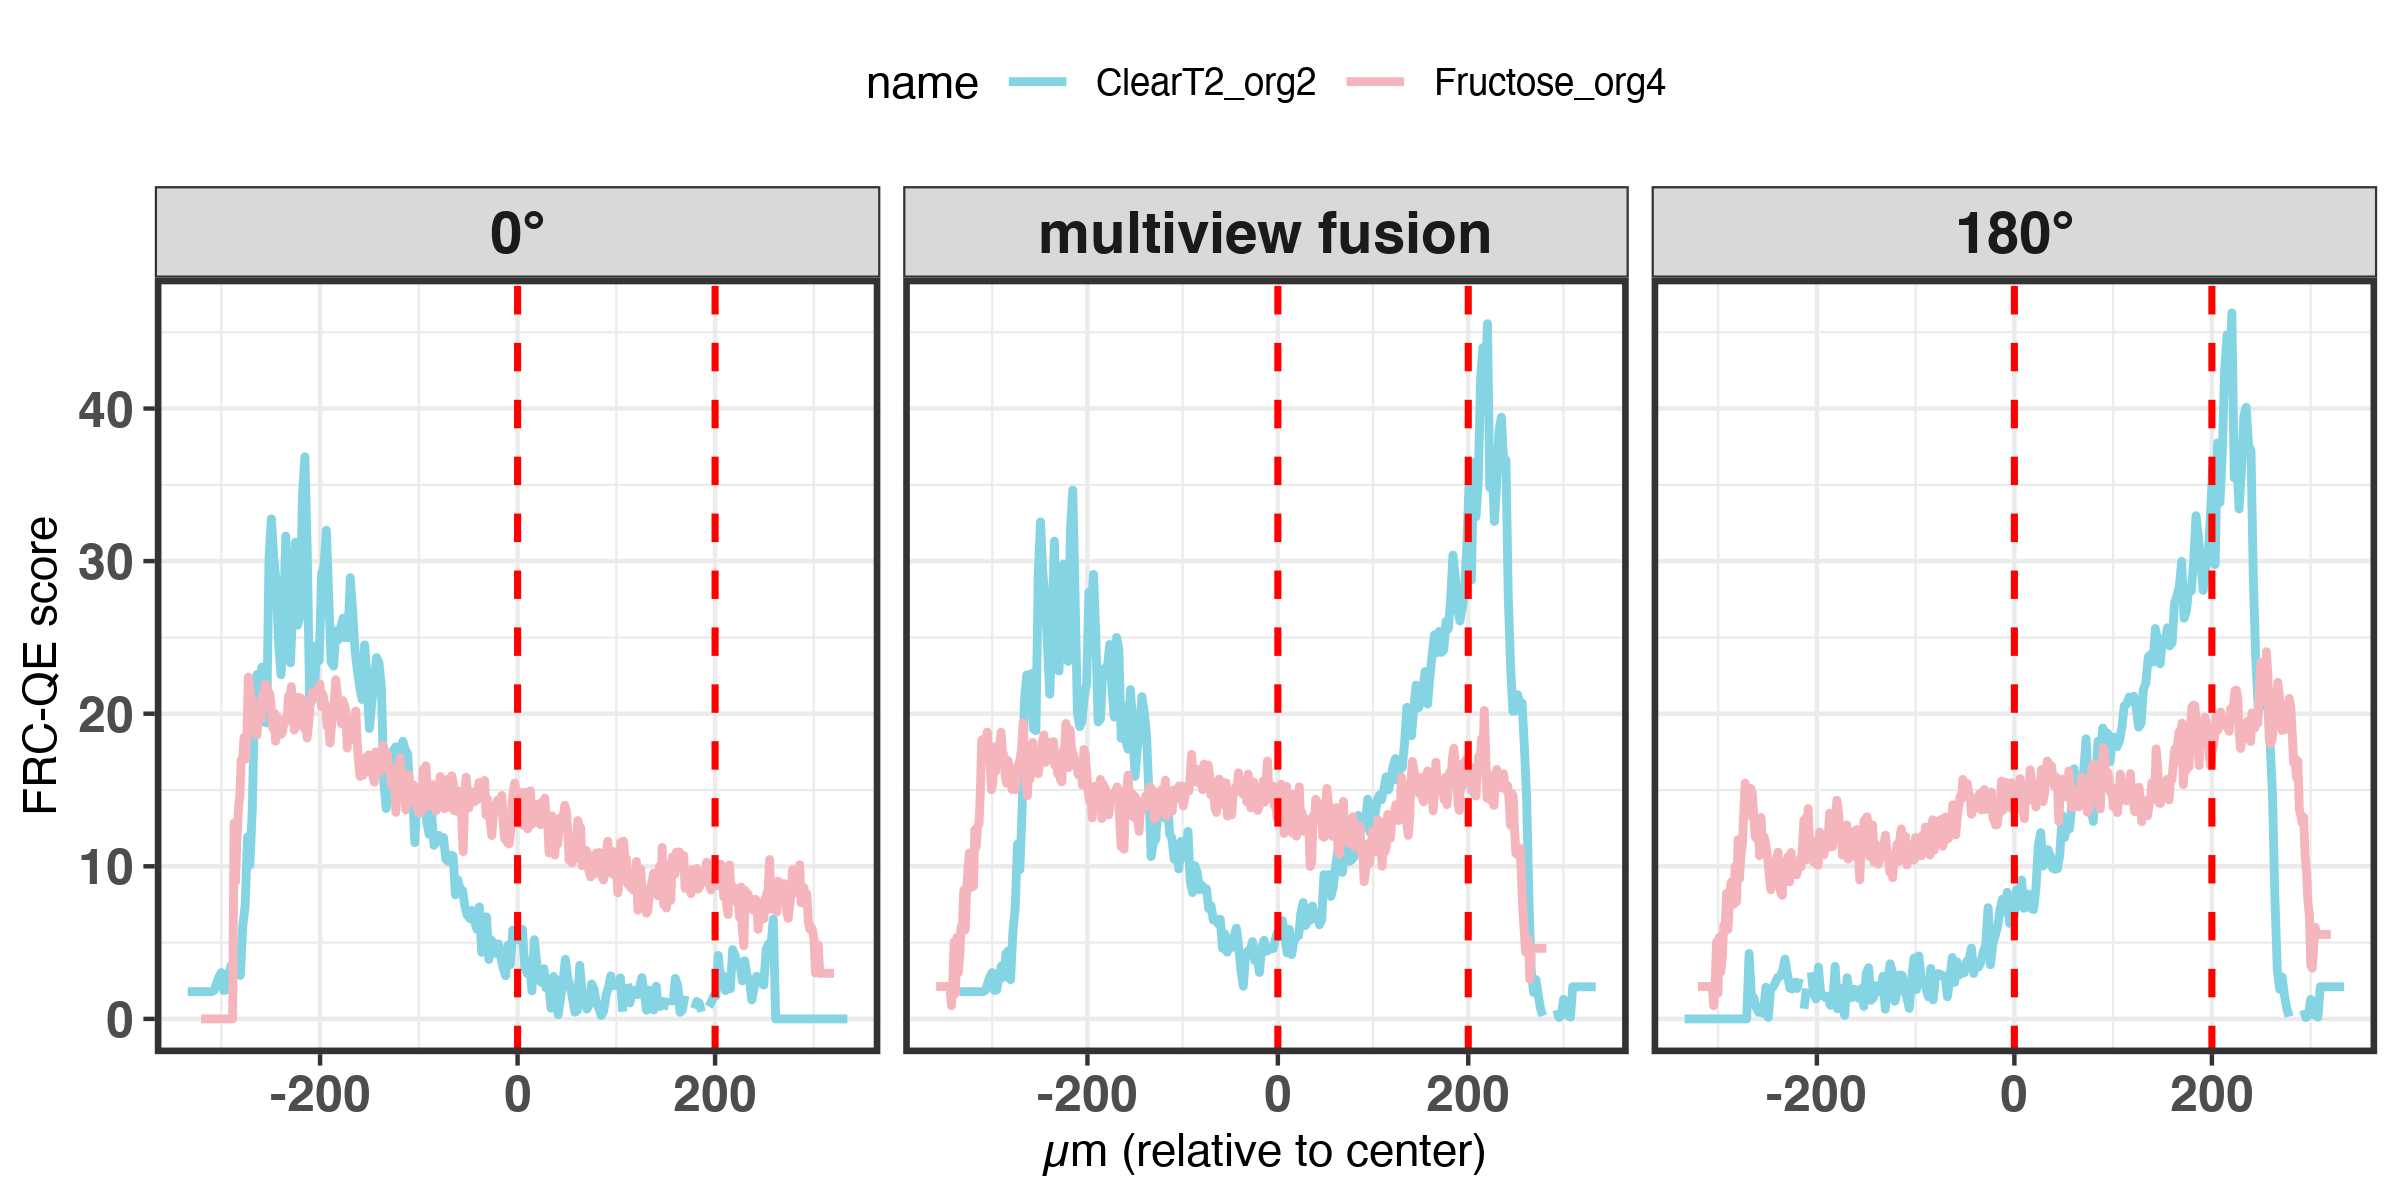 name ClearT2_org2 Fructose_org4
0° multiview fusion 180°
FRC-QE score
40
30
20
10
0
-200 0 200 -200 0 200 -200 0 200
µm (relative to center)